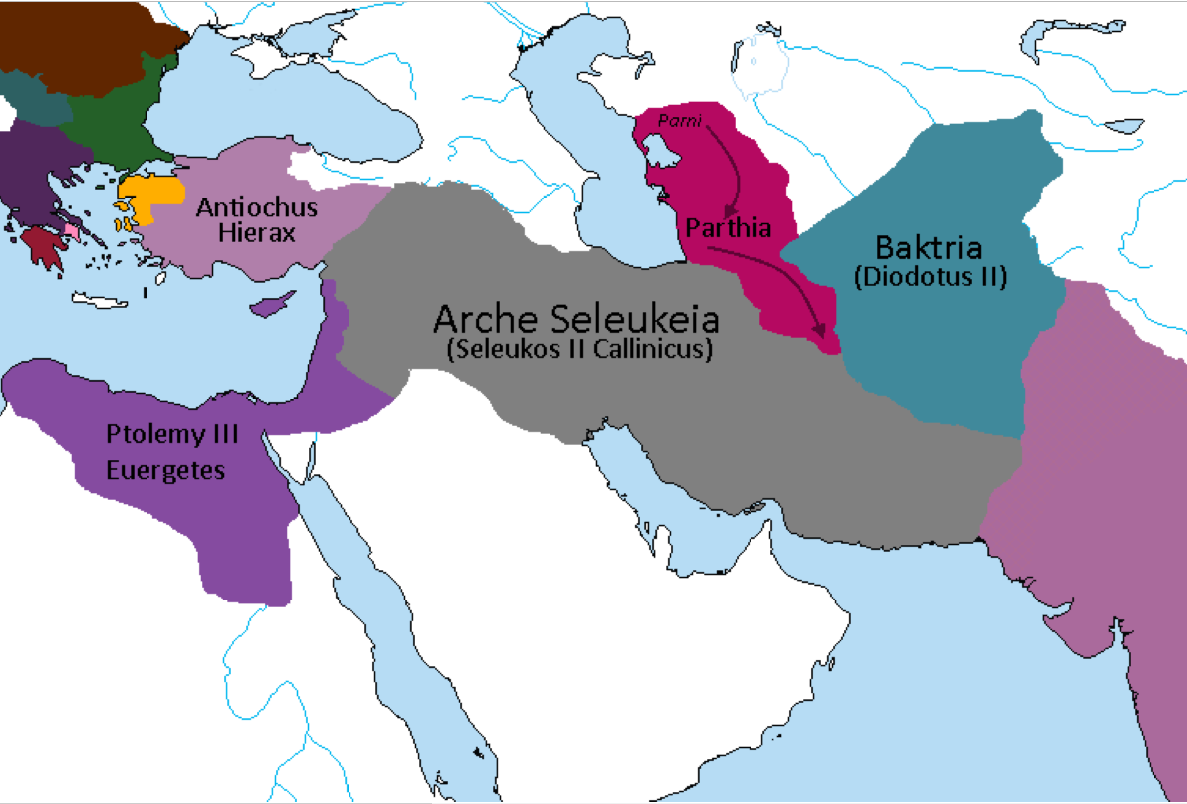 Parni
Antiochus
Hierax
Parthia
Baktria
(Diodotus II)
Arche Seleukeia
(Seleukos II Callinicus)
Ptolemy III
Euergetes